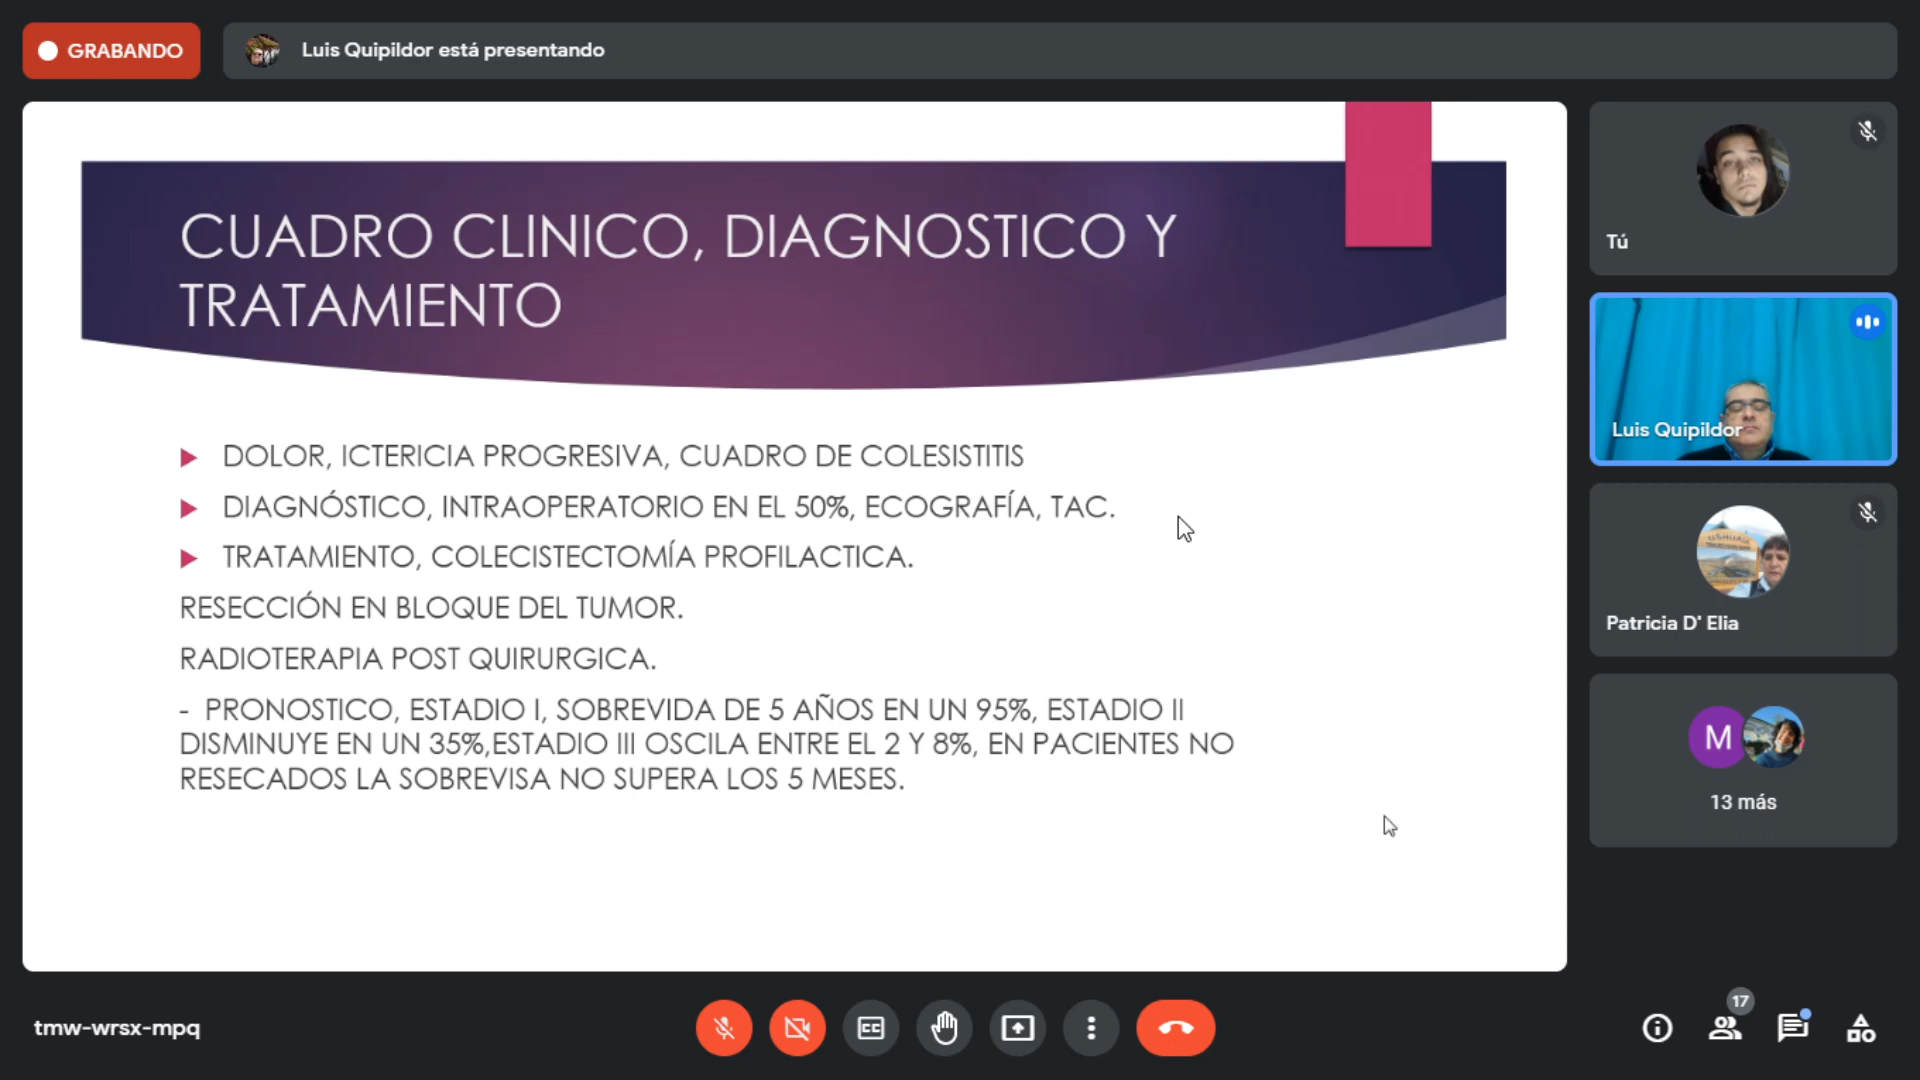 GRABANDO
Luis Quipildor está presentando
CUADRO CLINICO, DIAGNOSTICO Y
TRATAMIENTO
DOLOR, ICTERICIA PROGRESIVA, CUADRO DE COLESISTITIS
DIAGNÓSTICO, INTRAOPERATORIO EN EL 50%, ECOGRAFÍA, TAC.
TRATAMIENTO, COLECISTECTOMÍA PROFILACTICA.
RESECCIÓN EN BLOQUE DEL TUMOR.
RADIOTERAPIA POST QUIRURGICA.
- PRONOSTICO, ESTADIO I, SOBREVIDA DE 5 AÑOS EN UN 95%, ESTADIO II
DISMINUYE EN UN 35%,ESTADIO III OSCILA ENTRE EL 2 Y 8%, EN PACIENTES NO
RESECADOS LA SOBREVISA NO SUPERA LOS 5 MESES.
Tú
Luis Quipildor
USHUAIA
Patricia D' Elia
M
13 más
tmw-wrsx-mpq
CC
17